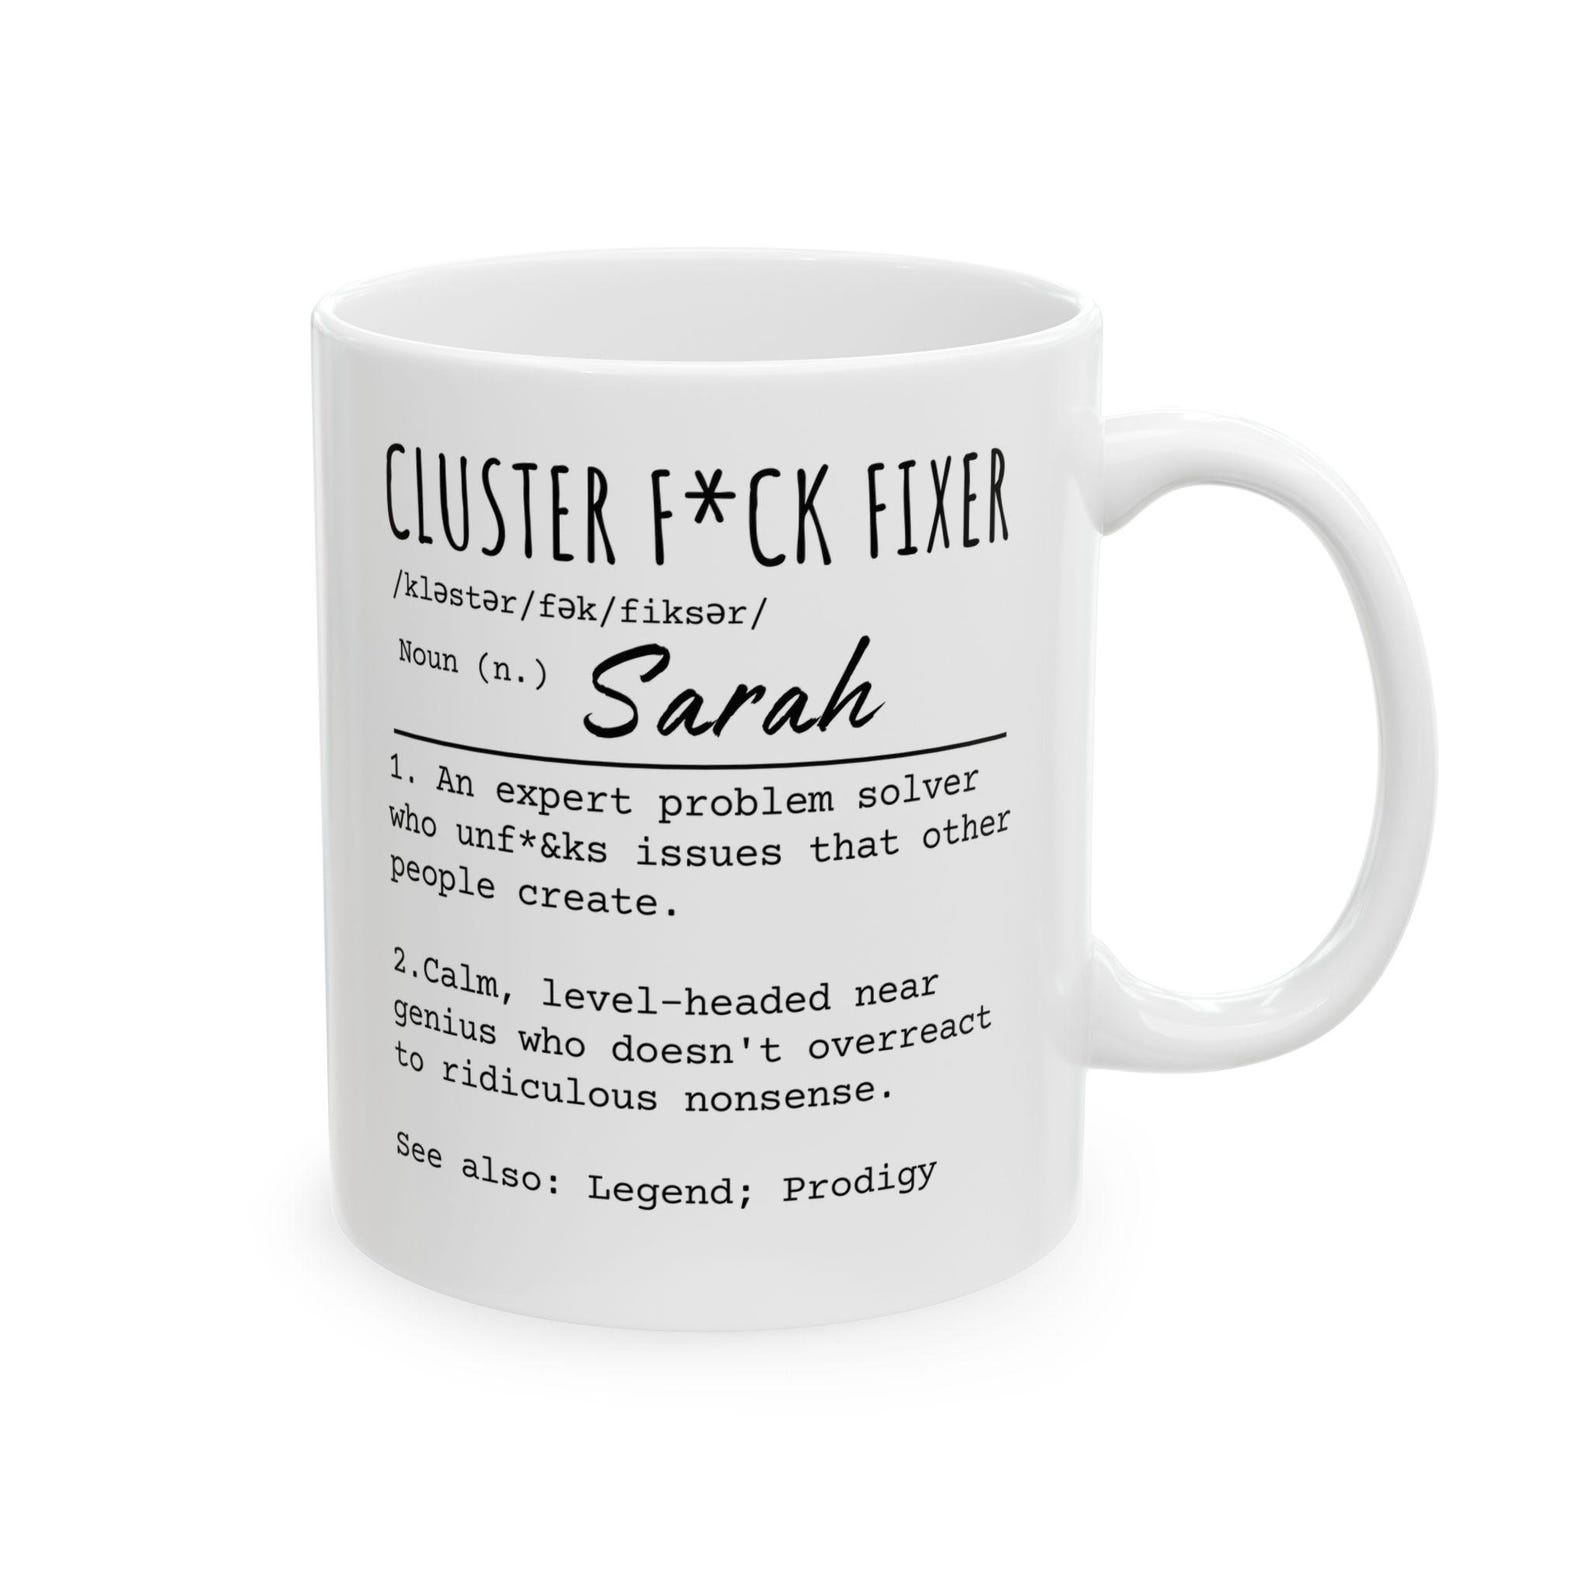 CLUSTER F*CK FIXER
/kləstər/fək/fiksər/
Noun (n.) Sarah
1. An expert problem solver
who unf*&ks issues that other
people create.
2.Calm, level-headed near
genius who doesn't overreact
to ridiculous nonsense.
See also: Legend; Prodigy